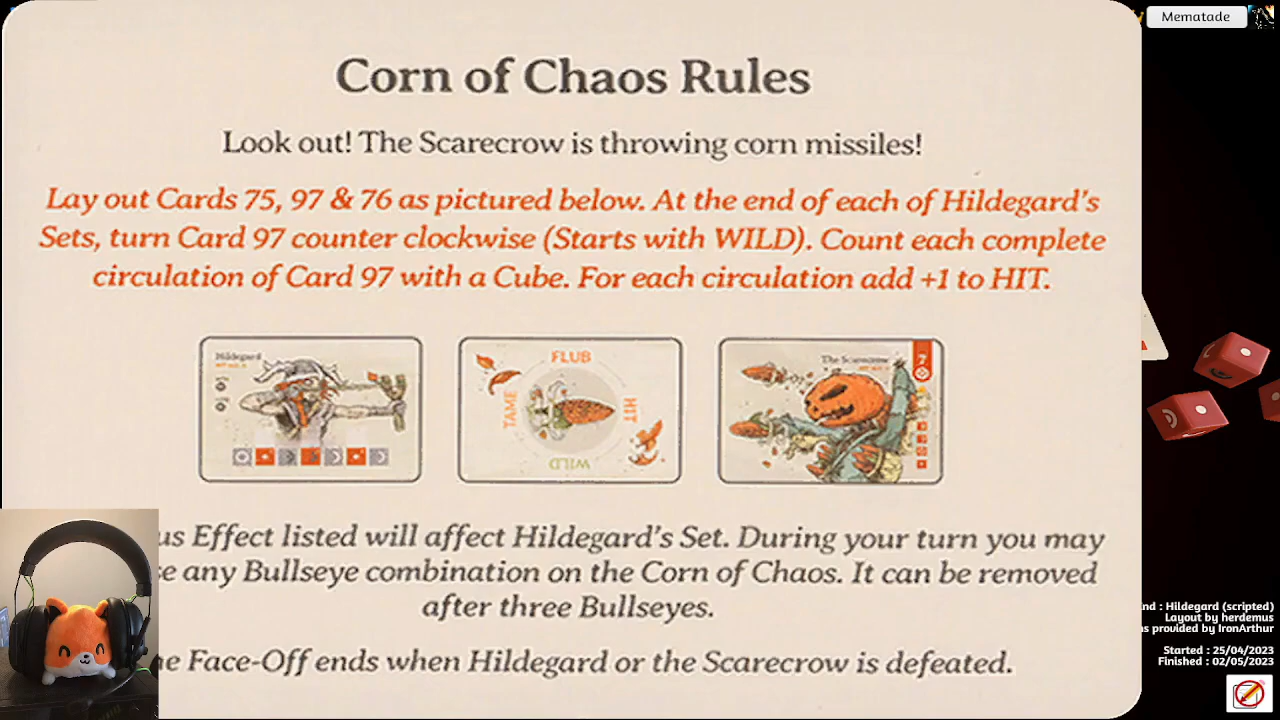 Mematade
Corn of Chaos Rules
Look out! The Scarecrow is throwing corn missiles!
Lay out Cards 75, 97 & 76 as pictured below. At the end of each of Hildegard's
Sets, turn Card 97 counter clockwise (Starts with WILD). Count each complete
circulation of Card 97 with a Cube. For each circulation add +1 to HIT.
Hildegard
FLUB
TAME
HIT
WILD
The Scarecrow
us Effect listed will affect Hildegard's Set. During your turn you may
se any Bullseye combination on the Corn of Chaos. It can be removed
after three Bullseyes.
he Face-Off ends when Hildegard or the Scarecrow is defeated.
nd : Hildegard (scripted)
Layout by herdemus
s provided by IronArthur
Started : 25/04/2023
Finished : 02/05/2023